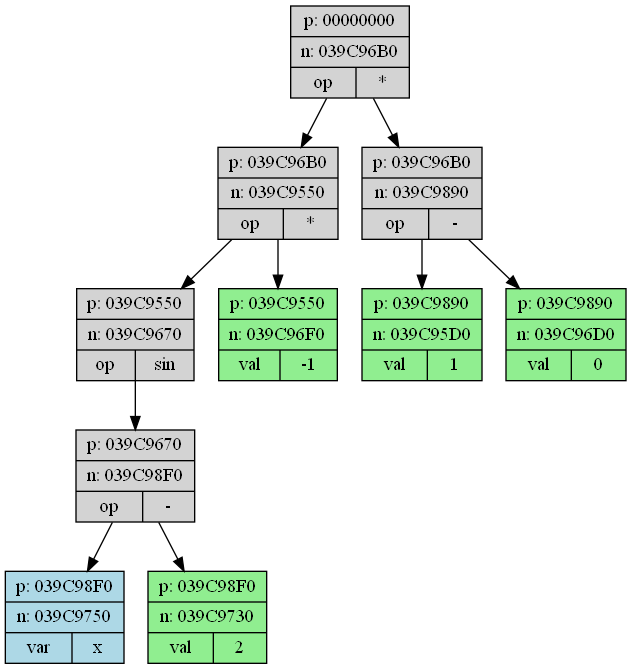 p: 00000000
n: 039C96B0
op *
p: 039C96B0
n: 039C9550
op *
p: 039C96B0
n: 039C9890
op -
p: 039C9550
n: 039C9670
op sin
p: 039C9550
n: 039C96F0
val -1
p: 039C9890
n: 039C95D0
val 1
p: 039C9890
n: 039C96D0
val 0
p: 039C9670
n: 039C98F0
op -
p: 039C98F0
n: 039C9750
var x
p: 039C98F0
n: 039C9730
val 2